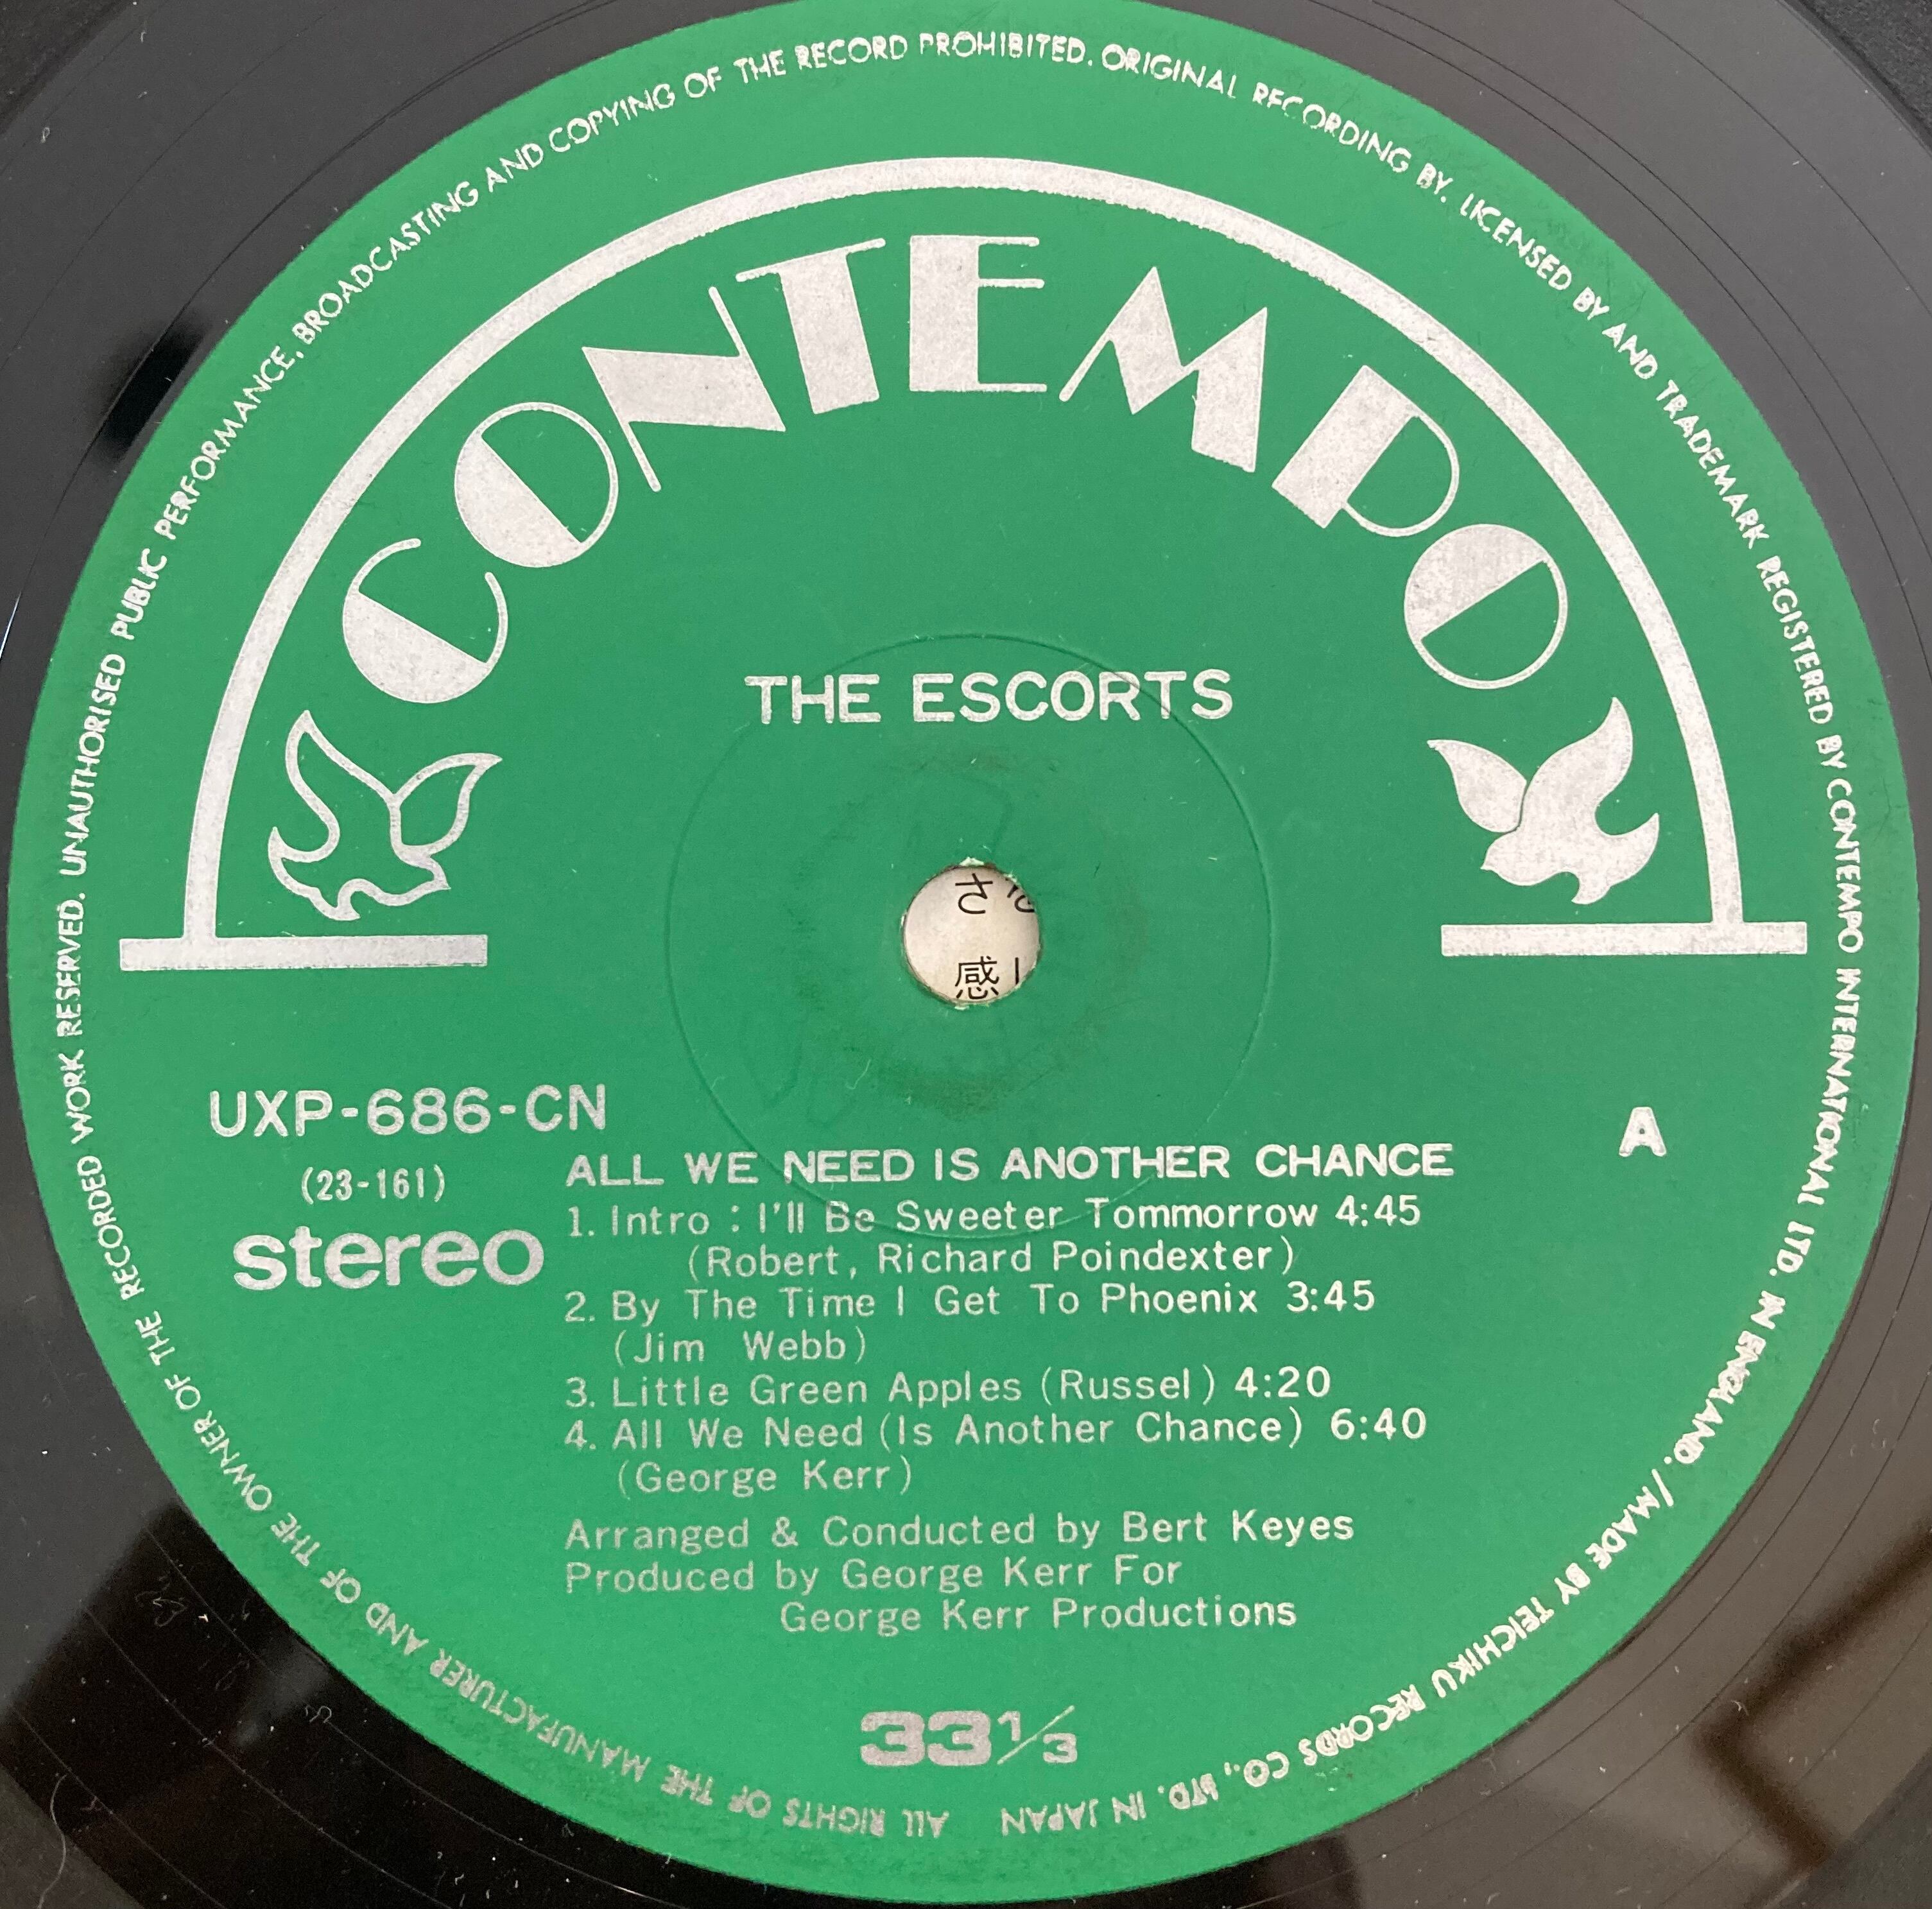 ALL RIGHTS OF THE MANUFACTURER AND OF THE OWNER OF THE RECORDED WORK RESERVED. UNAUTHORISED PUBLIC PERFORMANCE, BROADCASTING AND COPYING OF THE RECORD PROHIBITED. ORIGINAL RECORDING BY. LICENSED BY AND TRADEMARK REGISTERED BY CONTEMPO INTERNATIONAL LTD. IN ENGLAND. / MADE BY TEICHIKU RECORDS CO., LTD. IN JAPAN
CONTEMPO
THE ESCORTS
さ
感
UXP-686-CN
(23-161)
stereo
A
ALL WE NEED IS ANOTHER CHANCE
1. Intro : I'll Be Sweeter Tommorrow 4:45
(Robert, Richard Poindexter)
2. By The Time I Get To Phoenix 3:45
(Jim Webb)
3. Little Green Apples (Russel) 4:20
4. All We Need (Is Another Chance) 6:40
(George Kerr)
Arranged & Conducted by Bert Keyes
Produced by George Kerr For
George Kerr Productions
33 1/3